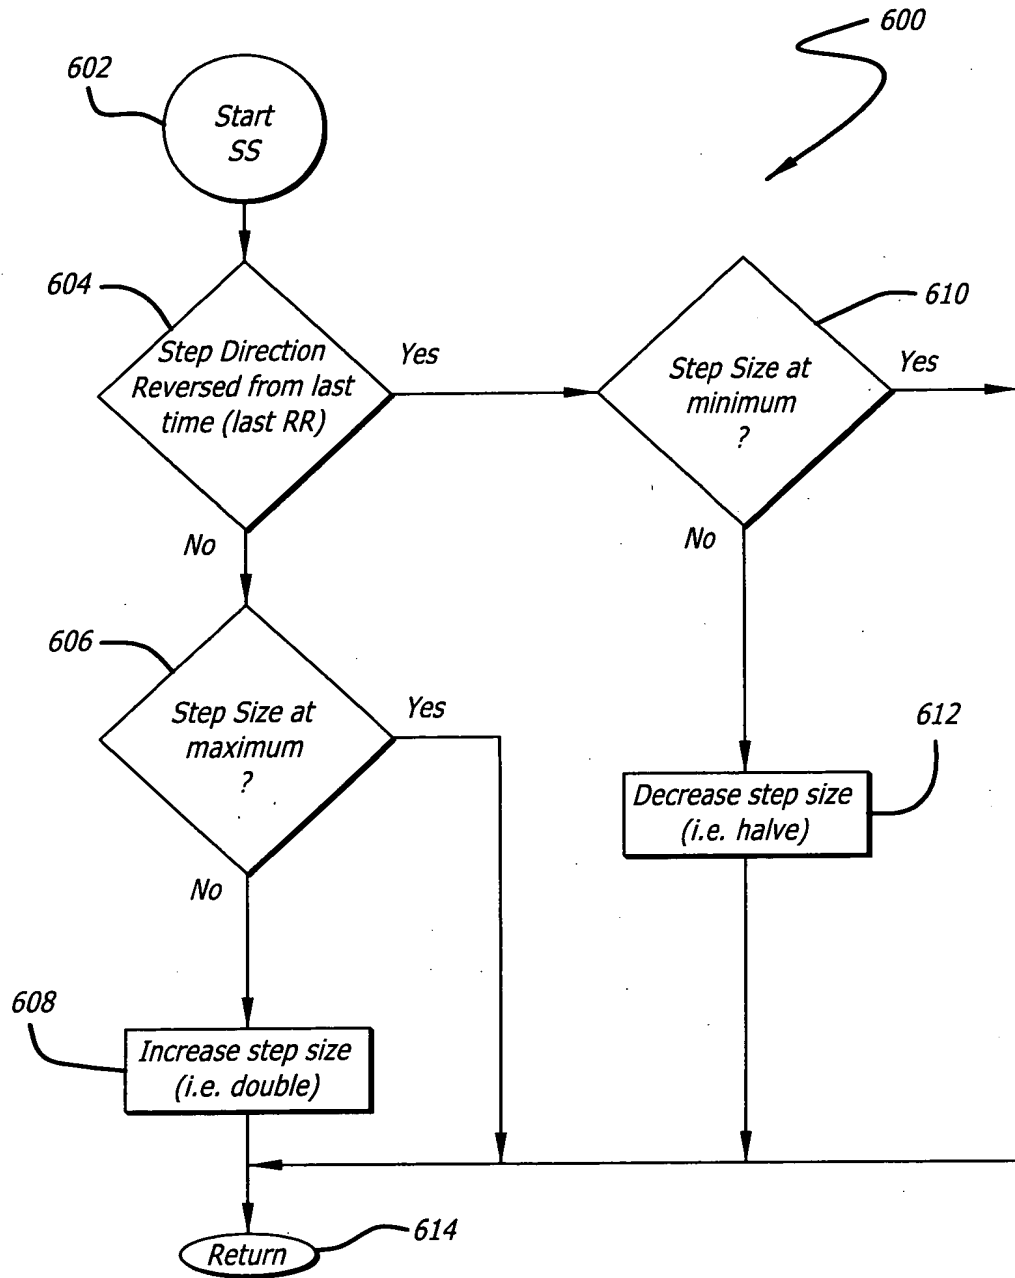 600
602
Start
SS
604
Step Direction
Reversed from last
time (last RR)
Yes
610
Step Size at
minimum
?
Yes
No
No
606
Step Size at
maximum
?
Yes
612
Decrease step size
(i.e. halve)
No
608
Increase step size
(i.e. double)
Return
614